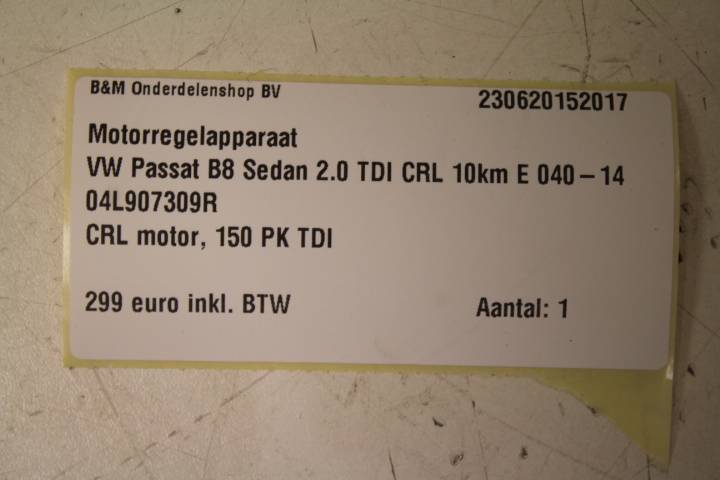 B&M Onderdelenshop BV 230620152017
Motorregelapparaat
VW Passat B8 Sedan 2.0 TDI CRL 10km E 040-14
04L907309R
CRL motor, 150 PK TDI
299 euro inkl. BTW Aantal: 1